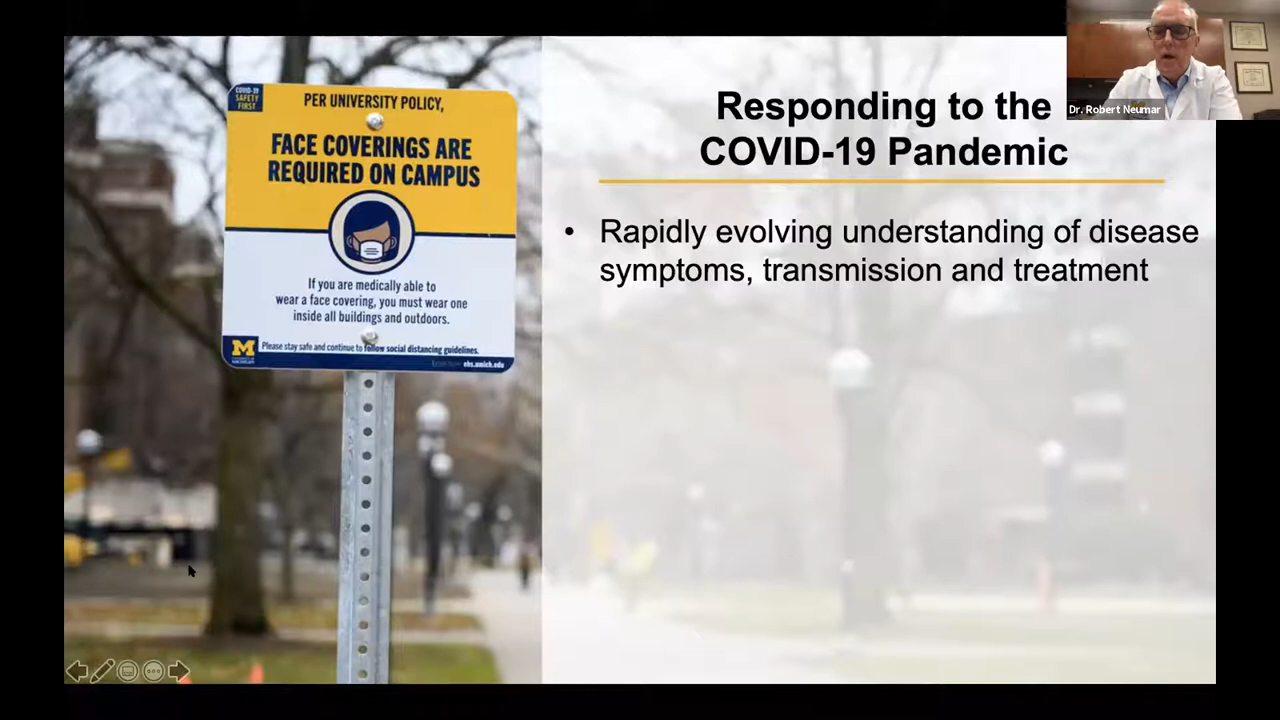 COVID-19
SAFETY
FIRST
PER UNIVERSITY POLICY,
FACE COVERINGS ARE
REQUIRED ON CAMPUS
If you are medically able to
wear a face covering, you must wear one
inside all buildings and outdoors.
M
Please stay safe and continue to follow social distancing guidelines.
ehs.umich.edu
Responding to the
COVID-19 Pandemic
• Rapidly evolving understanding of disease
symptoms, transmission and treatment
Dr. Robert Neumar